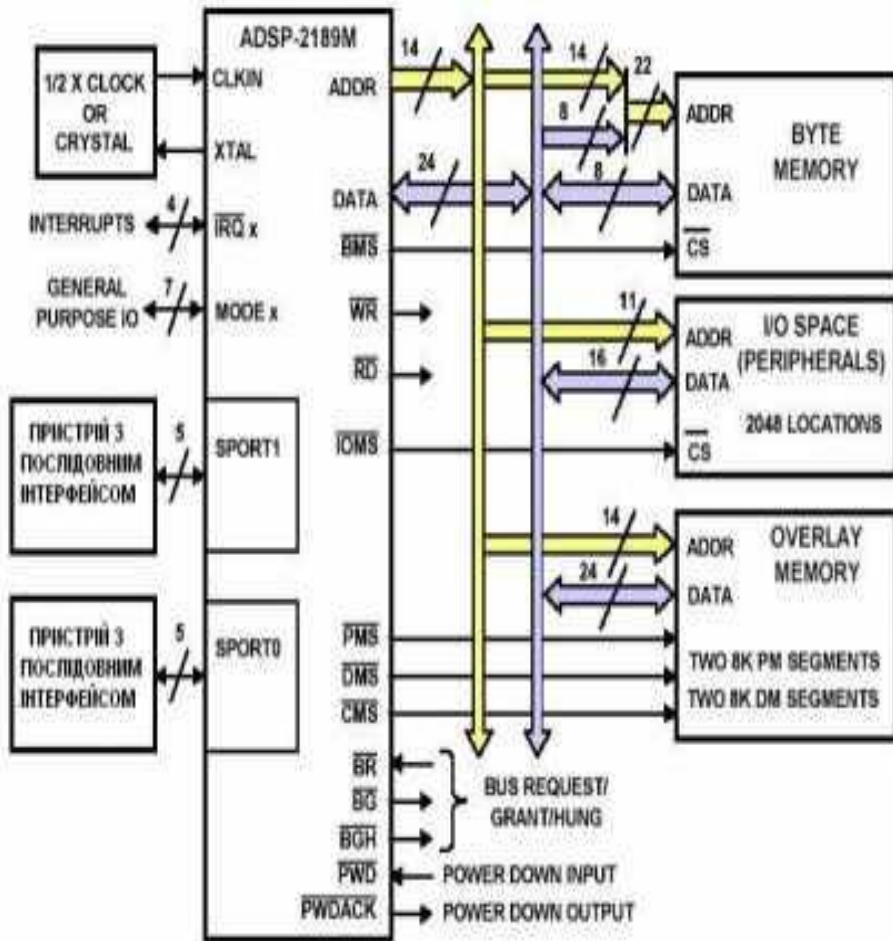 ADSP-2189M
1/2 X CLOCK
OR
CRYSTAL
CLKIN
XTAL
ADDR
14
14
22
8
ADDR
BYTE
MEMORY
24
DATA
8
DATA
INTERRUPTS
4
IRQ x
BMS
CS
GENERAL
PURPOSE IO
7
MODE x
WR
RD
11
ADDR
I/O SPACE
(PERIPHERALS)
16
DATA
2048 LOCATIONS
IOMS
CS
ПРИСТРІЙ З
ПОСЛІДОВНИМ
ІНТЕРФЕЙСОМ
5
SPORT1
14
ADDR
OVERLAY
MEMORY
24
DATA
ПРИСТРІЙ З
ПОСЛІДОВНИМ
ІНТЕРФЕЙСОМ
5
SPORT0
PMS
DMS
CMS
TWO 8K PM SEGMENTS
TWO 8K DM SEGMENTS
BR
BG
BGH
BUS REQUEST/
GRANT/HUNG
PWD
POWER DOWN INPUT
PWDACK
POWER DOWN OUTPUT